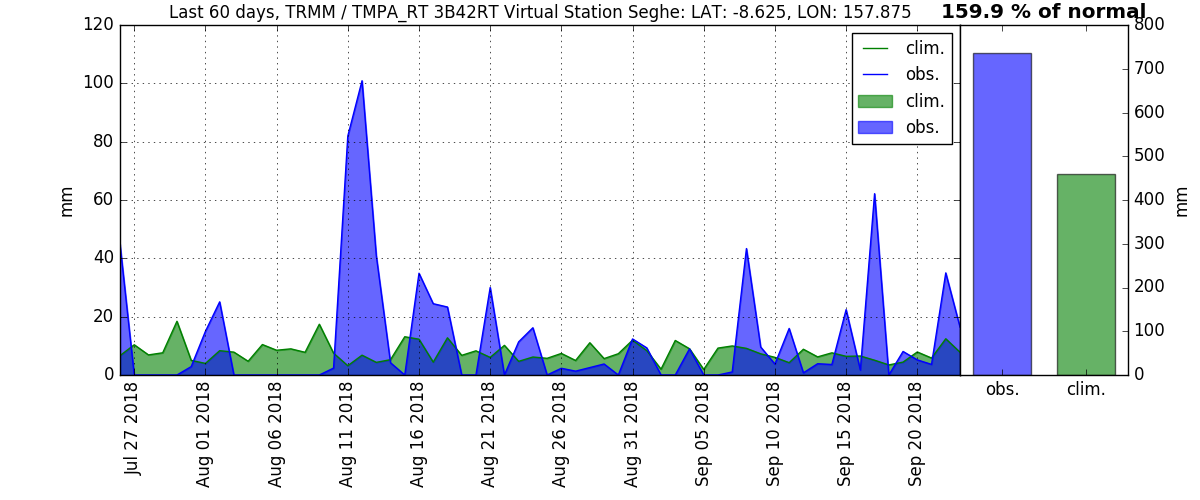 Last 60 days, TRMM / TMPA_RT 3B42RT Virtual Station Seghe: LAT: -8.625, LON: 157.875
159.9 % of normal
120
100
80
60
40
20
0
mm
clim.
obs.
clim.
obs.
800
700
600
500
400
300
200
100
0
mm
Jul 27 2018
Aug 01 2018
Aug 06 2018
Aug 11 2018
Aug 16 2018
Aug 21 2018
Aug 26 2018
Aug 31 2018
Sep 05 2018
Sep 10 2018
Sep 15 2018
Sep 20 2018
obs.
clim.